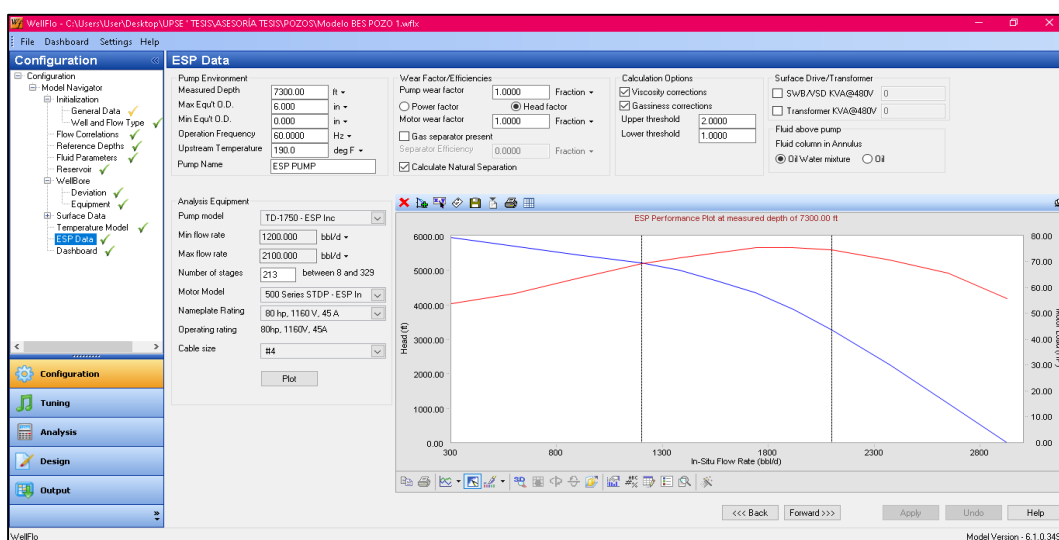 WellFlo - C:\Users\User\Desktop\UPSE ' TESIS\ASESORÍA TESIS\POZOS\Modelo BES POZO 1.wflx
File Dashboard Settings Help
Configuration
Configuration
Model Navigator
Initialization
General Data
Well and Flow Type
Flow Correlations
Reference Depths
Fluid Parameters
Reservoir
WellBore
Deviation
Equipment
Surface Data
Temperature Model
ESP Data
Dashboard
Configuration
Tuning
Analysis
Design
Output
ESP Data
Pump Environment
Measured Depth 7300.00 ft
Max Equ't O.D. 6.000 in
Min Equ't O.D. 0.000 in
Operation Frequency 60.0000 Hz
Upstream Temperature 190.0 deg F
Pump Name ESP PUMP
Wear Factor/Efficiencies
Pump wear factor 1.0000 Fraction
Power factor Head factor
Motor wear factor 1.0000 Fraction
Gas separator present
Separator Efficiency 0.0000 Fraction
Calculate Natural Separation
Calculation Options
Viscosity corrections
Gassiness corrections
Upper threshold 2.0000
Lower threshold 1.0000
Surface Drive/Transformer
SWB/VSD KVA@480V 0
Transformer KVA@480V 0
Fluid above pump
Fluid column in Annulus
Oil Water mixture Oil
Analysis Equipment
Pump model TD-1750 - ESP Inc
Min flow rate 1200.000 bbl/d
Max flow rate 2100.000 bbl/d
Number of stages 213 between 8 and 329
Motor Model 500 Series STDP - ESP In
Nameplate Rating 80 hp, 1160 V, 45 A
Operating rating 80hp, 1160V, 45A
Cable size #4
Plot
ESP Performance Plot at measured depth of 7300.00 ft
6000.00
5000.00
4000.00
3000.00
2000.00
1000.00
0.00
Head (ft)
80.00
70.00
60.00
50.00
40.00
30.00
20.00
10.00
0.00
300 800 1300 1800 2300 2800
In-Situ Flow Rate (bbl/d)
<<< Back Forward >>> Apply Undo Help
WellFlo
Model Version - 6.1.0.349